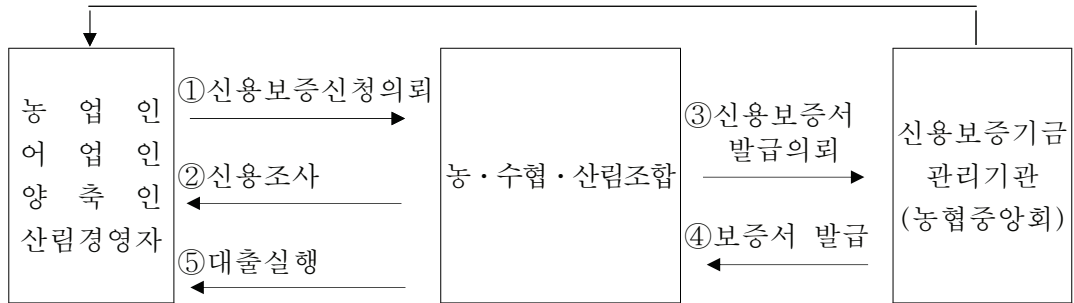 농 업 인
어 업 인
양 축 인
산림경영자
①신용보증신청의뢰
②신용조사
⑤대출실행
농·수협·산림조합
③신용보증서
발급의뢰
④보증서 발급
신용보증기금
관리기관
(농협중앙회)